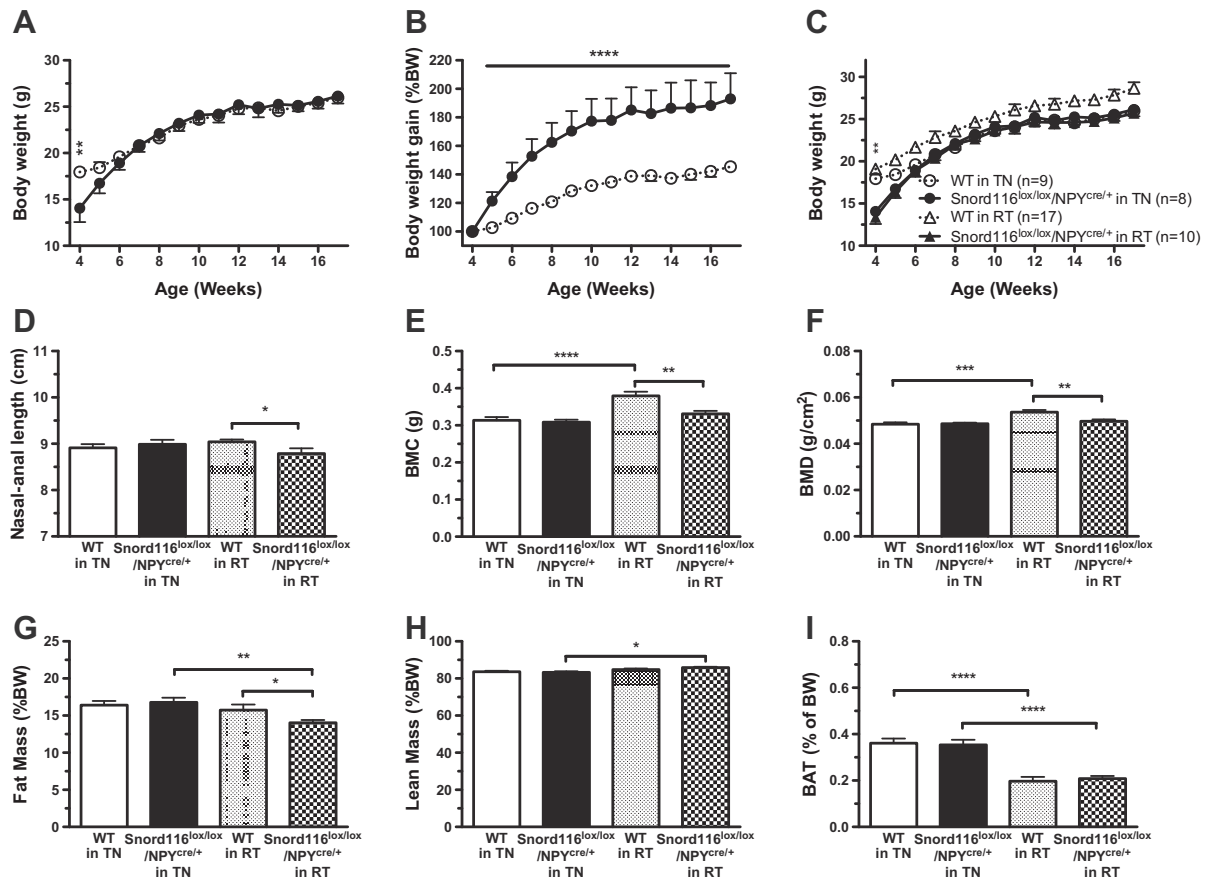 A
Body weight (g)
30
25
20
15
10
**
4 6 8 10 12 14 16
Age (Weeks)
B
Body weight gain (%BW)
220
200
180
160
140
120
100
****
4 6 8 10 12 14 16
Age (Weeks)
C
Body weight (g)
30
25
20
15
10
**
WT in TN (n=9)
Snord116lox/lox/NPYcre/+ in TN (n=8)
WT in RT (n=17)
Snord116lox/lox/NPYcre/+ in RT (n=10)
4 6 8 10 12 14 16
Age (Weeks)
D
Nasal-anal length (cm)
11
10
9
8
7
*
WT
in TN
Snord116lox/lox
/NPYcre/+
in TN
WT
in RT
Snord116lox/lox
/NPYcre/+
in RT
E
BMC (g)
0.5
0.4
0.3
0.2
0.1
0.0
****
**
WT
in TN
Snord116lox/lox
/NPYcre/+
in TN
WT
in RT
Snord116lox/lox
/NPYcre/+
in RT
F
BMD (g/cm2)
0.08
0.06
0.04
0.02
0.00
***
**
WT
in TN
Snord116lox/lox
/NPYcre/+
in TN
WT
in RT
Snord116lox/lox
/NPYcre/+
in RT
G
Fat Mass (%BW)
25
20
15
10
5
0
**
*
WT
in TN
Snord116lox/lox
/NPYcre/+
in TN
WT
in RT
Snord116lox/lox
/NPYcre/+
in RT
H
Lean Mass (%BW)
100
80
60
40
20
0
*
WT
in TN
Snord116lox/lox
/NPYcre/+
in TN
WT
in RT
Snord116lox/lox
/NPYcre/+
in RT
I
BAT (% of BW)
0.8
0.6
0.4
0.2
0.0
****
****
WT
in TN
Snord116lox/lox
/NPYcre/+
in TN
WT
in RT
Snord116lox/lox
/NPYcre/+
in RT